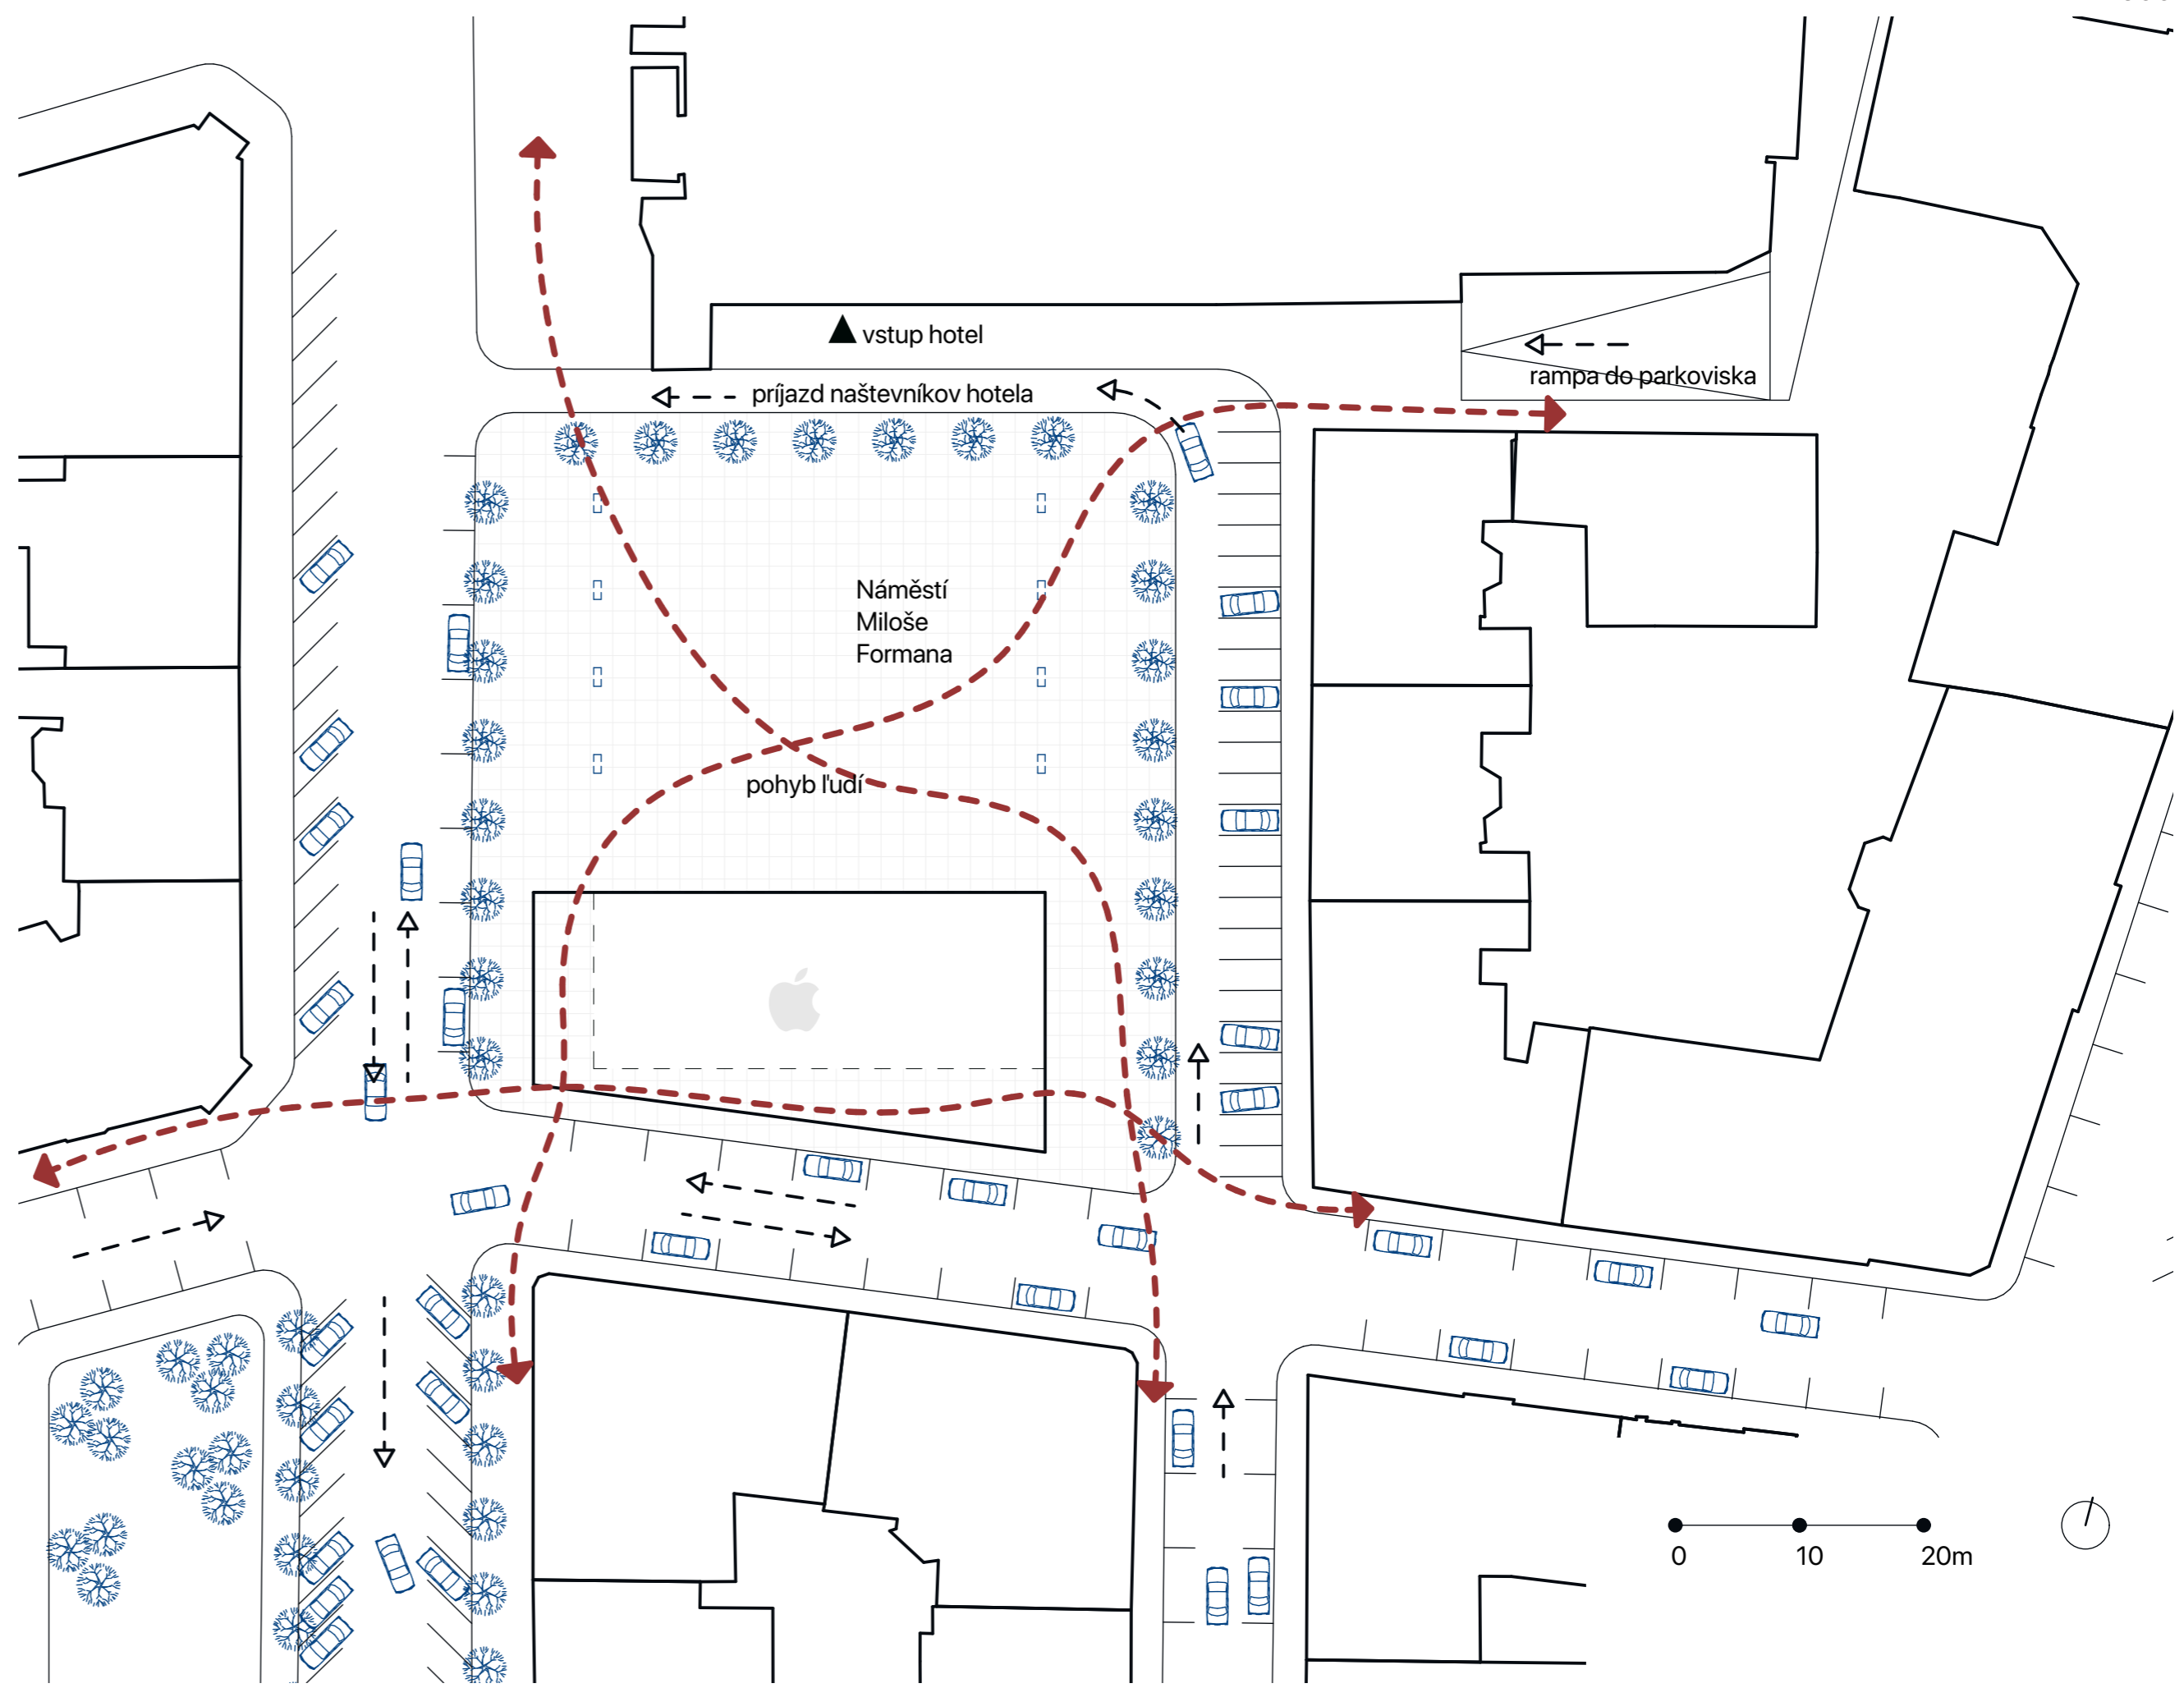 vstup hotel
rampa do parkoviska
príjazd naštevníkov hotela
Náměstí
Miloše
Formana
pohyb ľudí
0 10 20m